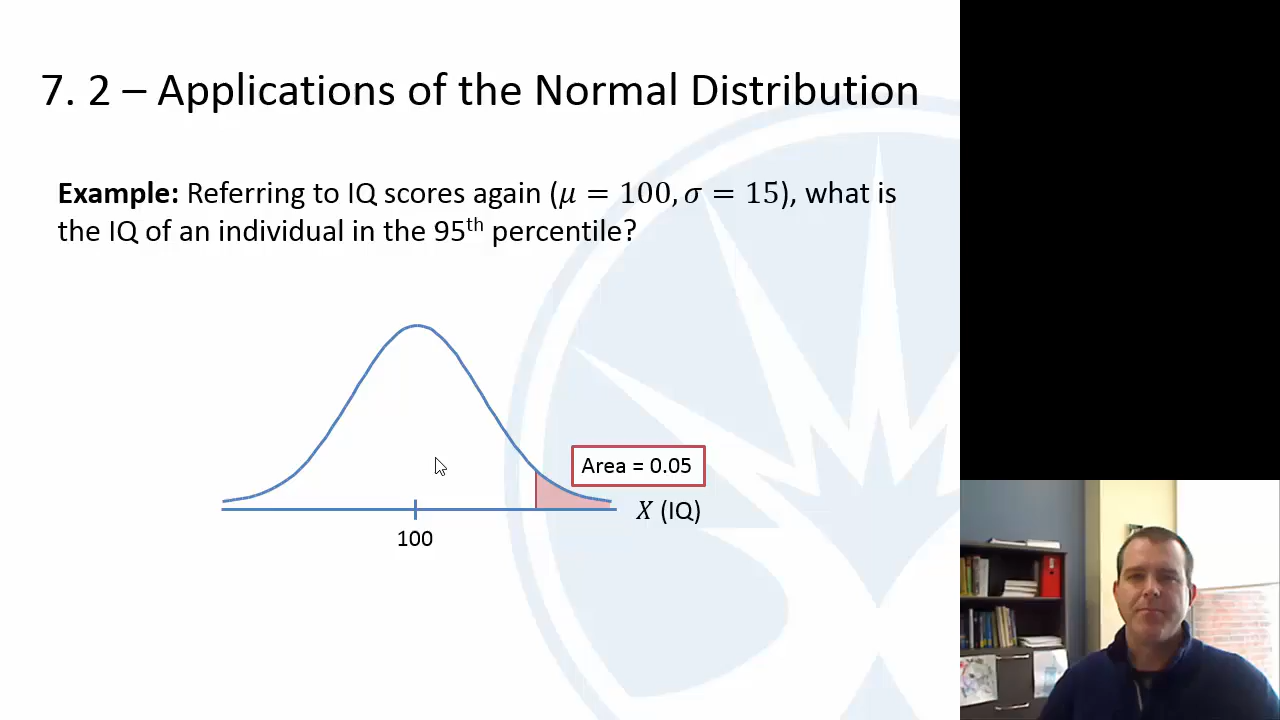 7. 2 – Applications of the Normal Distribution
Example: Referring to IQ scores again (μ = 100, σ = 15), what is
the IQ of an individual in the 95th percentile?
Area = 0.05
X (IQ)
100